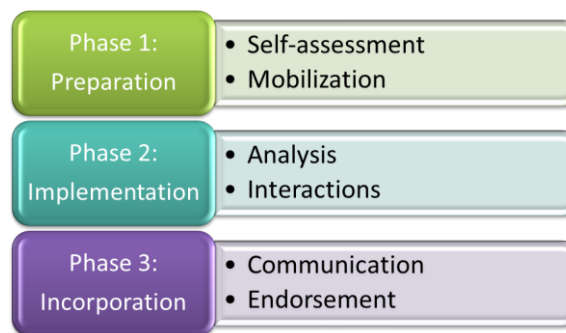 Phase 1:
Preparation
• Self-assessment
• Mobilization
Phase 2:
Implementation
• Analysis
• Interactions
Phase 3:
Incorporation
• Communication
• Endorsement